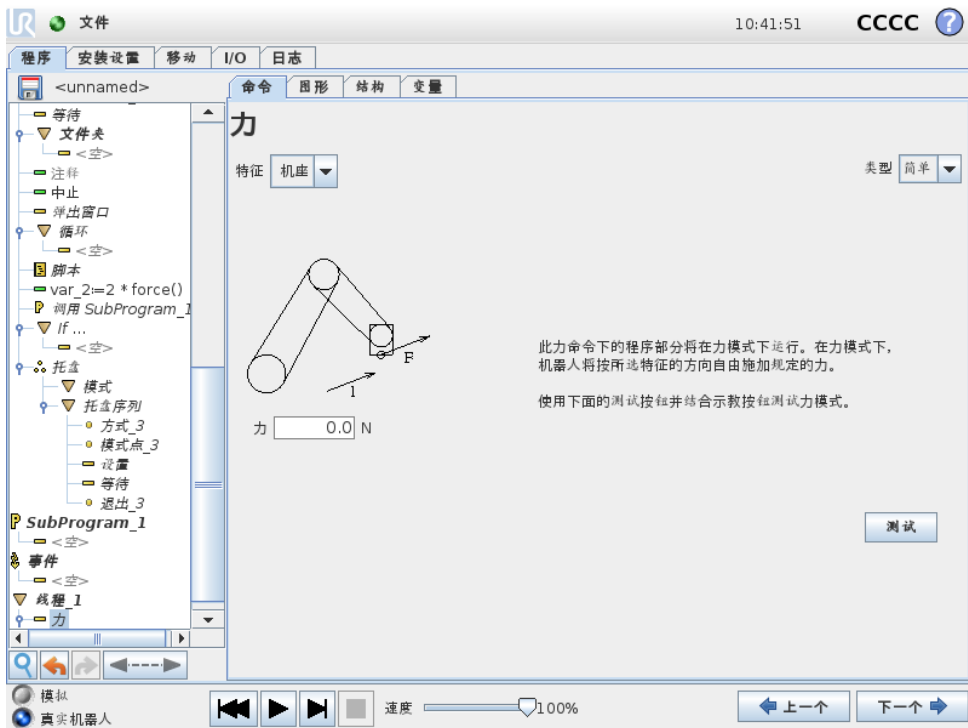 UR 文件 10:41:51 CCCC ?
程序 安装设置 移动 I/O 日志
<unnamed>
命令 图形 结构 变量
等待
文件夹
<空>
注释
中止
弹出窗口
循环
<空>
脚本
var_2:=2 * force()
P 调用 SubProgram_1
If ...
<空>
托盘
模式
托盘序列
方式_3
模式点_3
设置
等待
退出_3
P SubProgram_1
<空>
事件
<空>
线程_1
力
力
特征 机座
类型 简单
F
l
力 0.0 N
此力命令下的程序部分将在力模式下运行。在力模式下，
机器人将按所选特征的方向自由施加规定的力。
使用下面的测试按钮并结合示教按钮测试力模式。
测试
模拟
真实机器人
速度 100%
上一个 下一个